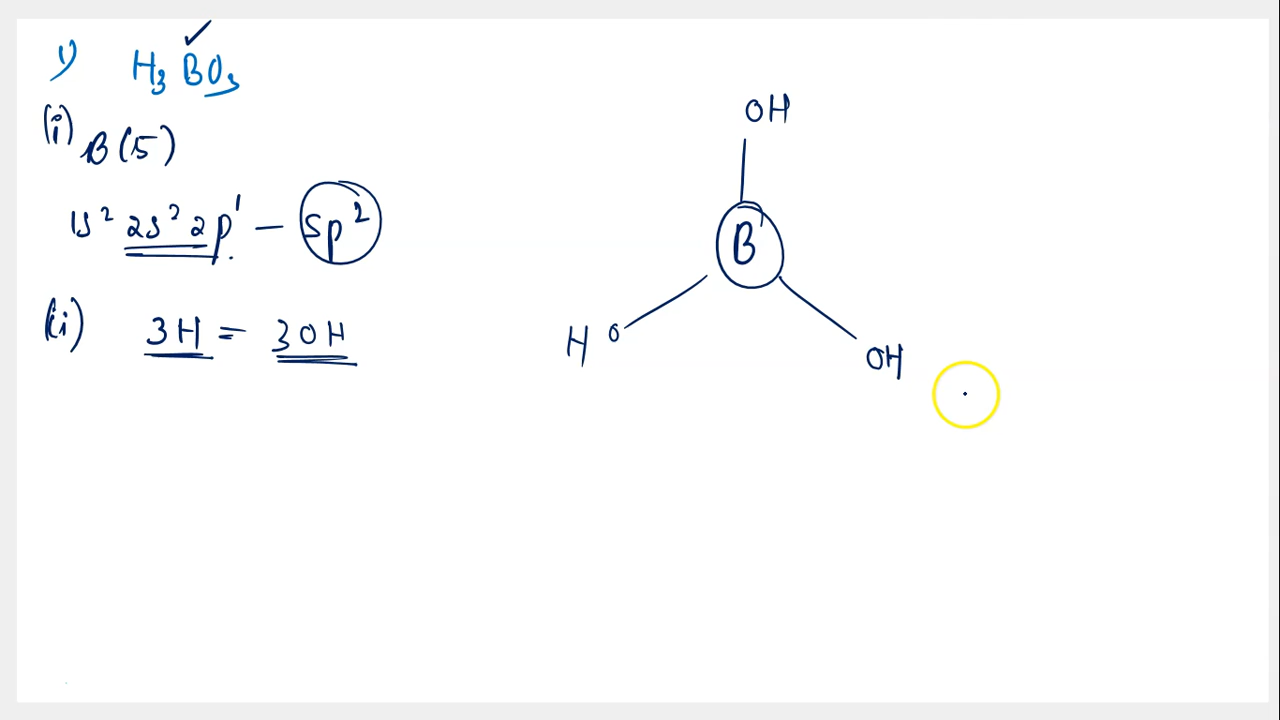 1) H₃BO₃
(i) B(5)
1s² 2s² 2p¹ – sp²
(ii) 3H = 3OH
OH
B
HO
OH